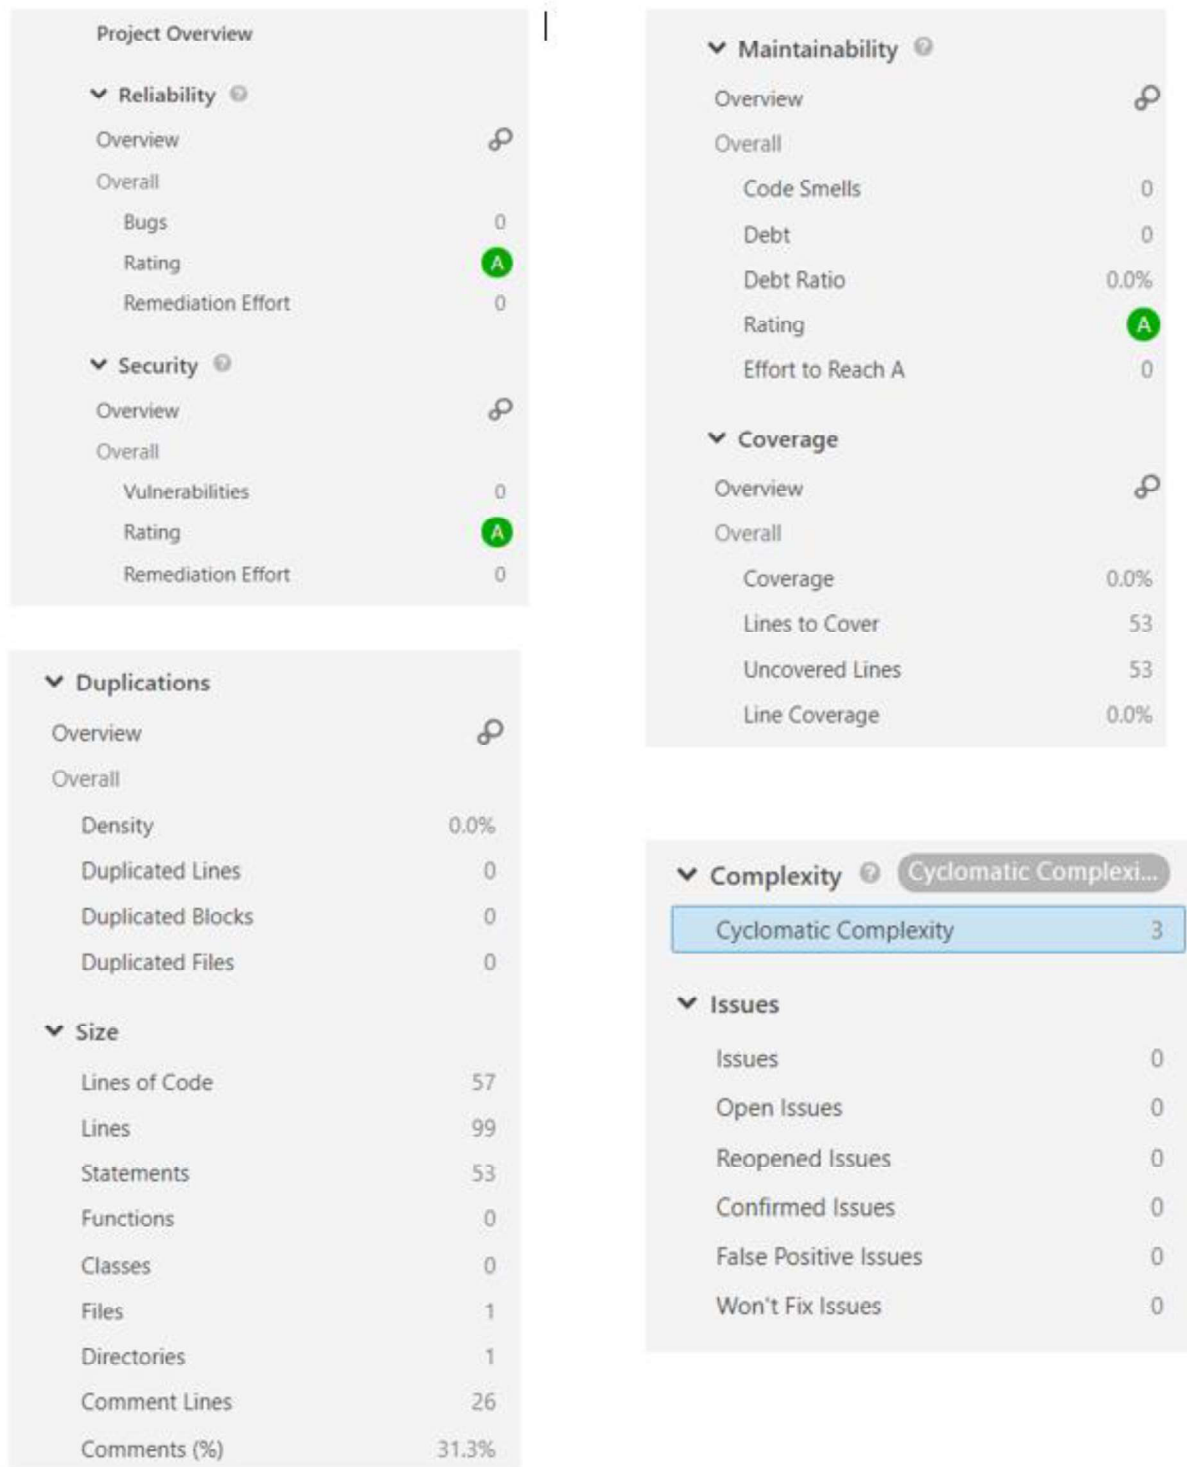 Project Overview
Reliability
Overview
Overall
Bugs 0
Rating A
Remediation Effort 0
Security
Overview
Overall
Vulnerabilities 0
Rating A
Remediation Effort 0
Duplications
Overview
Overall
Density 0.0%
Duplicated Lines 0
Duplicated Blocks 0
Duplicated Files 0
Size
Lines of Code 57
Lines 99
Statements 53
Functions 0
Classes 0
Files 1
Directories 1
Comment Lines 26
Comments (%) 31.3%
Maintainability
Overview
Overall
Code Smells 0
Debt 0
Debt Ratio 0.0%
Rating A
Effort to Reach A 0
Coverage
Overview
Overall
Coverage 0.0%
Lines to Cover 53
Uncovered Lines 53
Line Coverage 0.0%
Complexity Cyclomatic Complexi...
Cyclomatic Complexity 3
Issues
Issues 0
Open Issues 0
Reopened Issues 0
Confirmed Issues 0
False Positive Issues 0
Won't Fix Issues 0